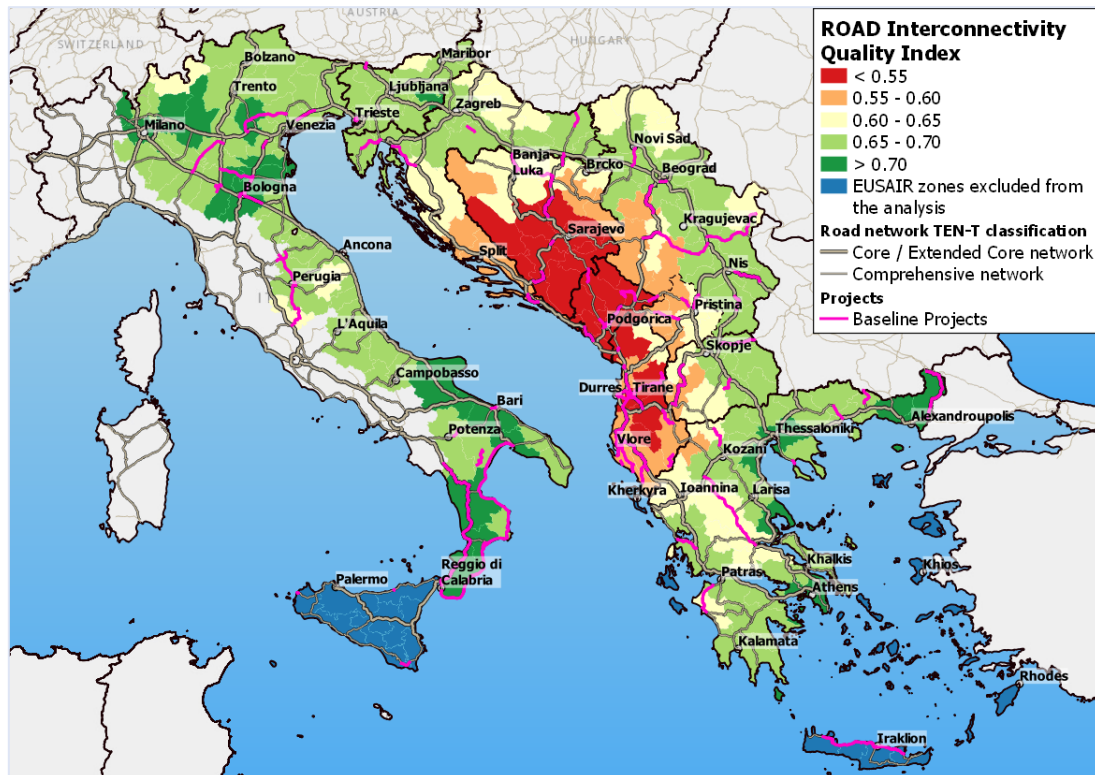 SWITZERLAND
AUSTRIA
HUNGARY
ROAD Interconnectivity
Quality Index
< 0.55
0.55 - 0.60
0.60 - 0.65
0.65 - 0.70
> 0.70
EUSAIR zones excluded from
the analysis
Road network TEN-T classification
Core / Extended Core network
Comprehensive network
Projects
Baseline Projects
Bolzano
Maribor
Trento
Ljubljana
Zagreb
Milano
Venezia
Trieste
Novi Sad
Banja
Luka
Brcko
Beograd
Bologna
Kragujevac
Ancona
Split
Sarajevo
Nis
Perugia
Pristina
L'Aquila
Podgorica
Skopje
Campobasso
Durres
Tirane
Bari
Alexandroupolis
Potenza
Vlore
Thessaloniki
Kozani
Kherkyra
Ioannina
Larisa
Reggio di
Calabria
Palermo
Khalkis
Khios
Patras
Athens
Kalamata
Rhodes
Iraklion